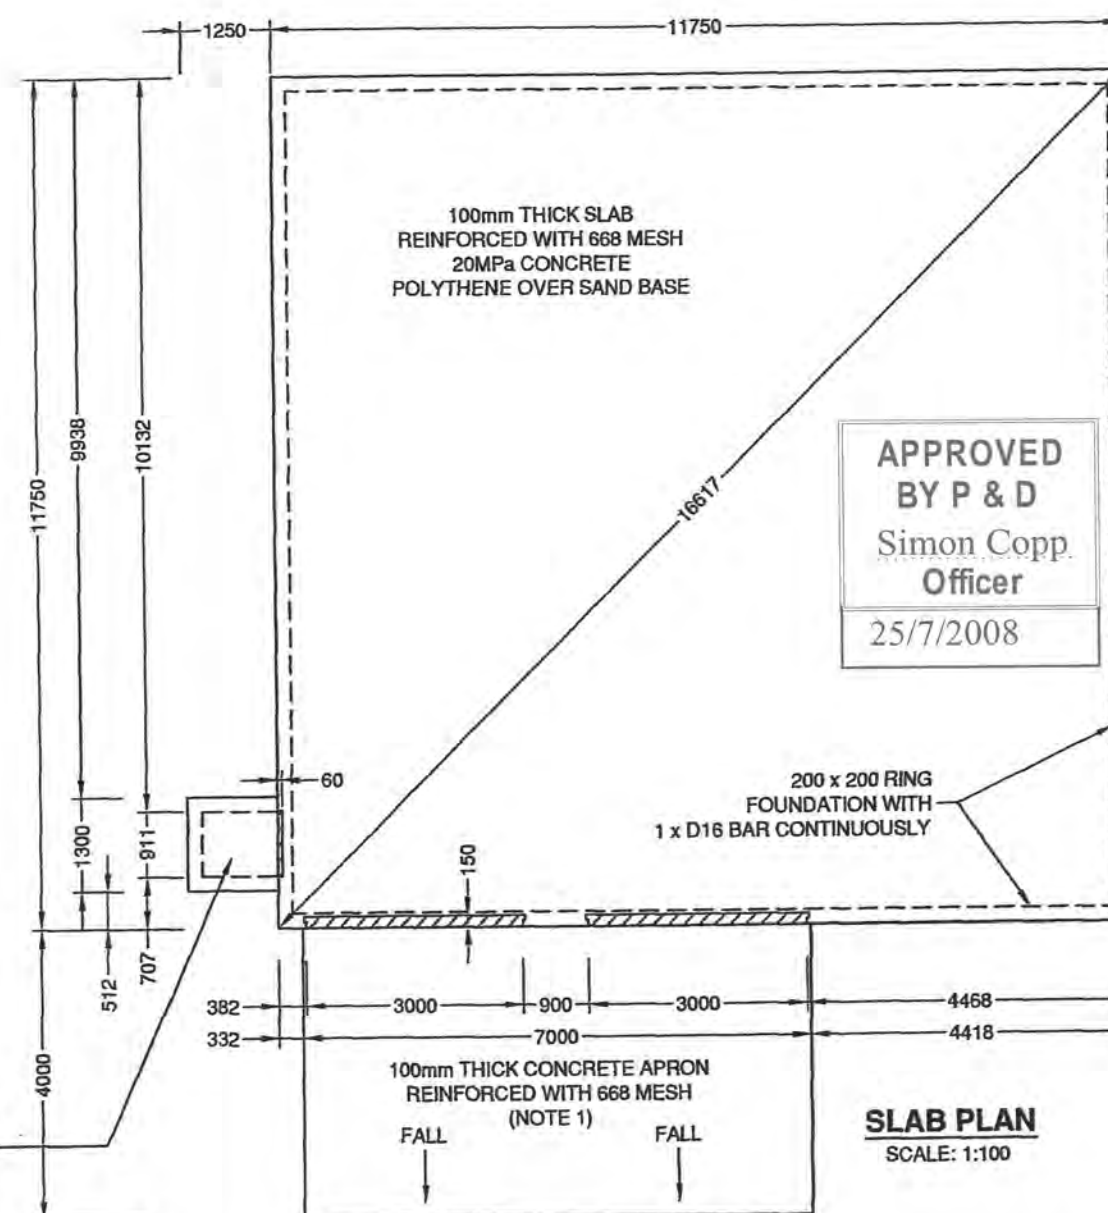 1250
11750
100mm THICK SLAB
REINFORCED WITH 668 MESH
20MPa CONCRETE
POLYTHENE OVER SAND BASE
11750
9938
10132
16617
APPROVED
BY P & D
Simon Copp
Officer
25/7/2008
60
200 x 200 RING
FOUNDATION WITH
1 x D16 BAR CONTINUOUSLY
1300
911
150
512
707
382
3000
900
3000
4468
332
7000
4418
4000
100mm THICK CONCRETE APRON
REINFORCED WITH 668 MESH
(NOTE 1)
FALL
FALL
SLAB PLAN
SCALE: 1:100